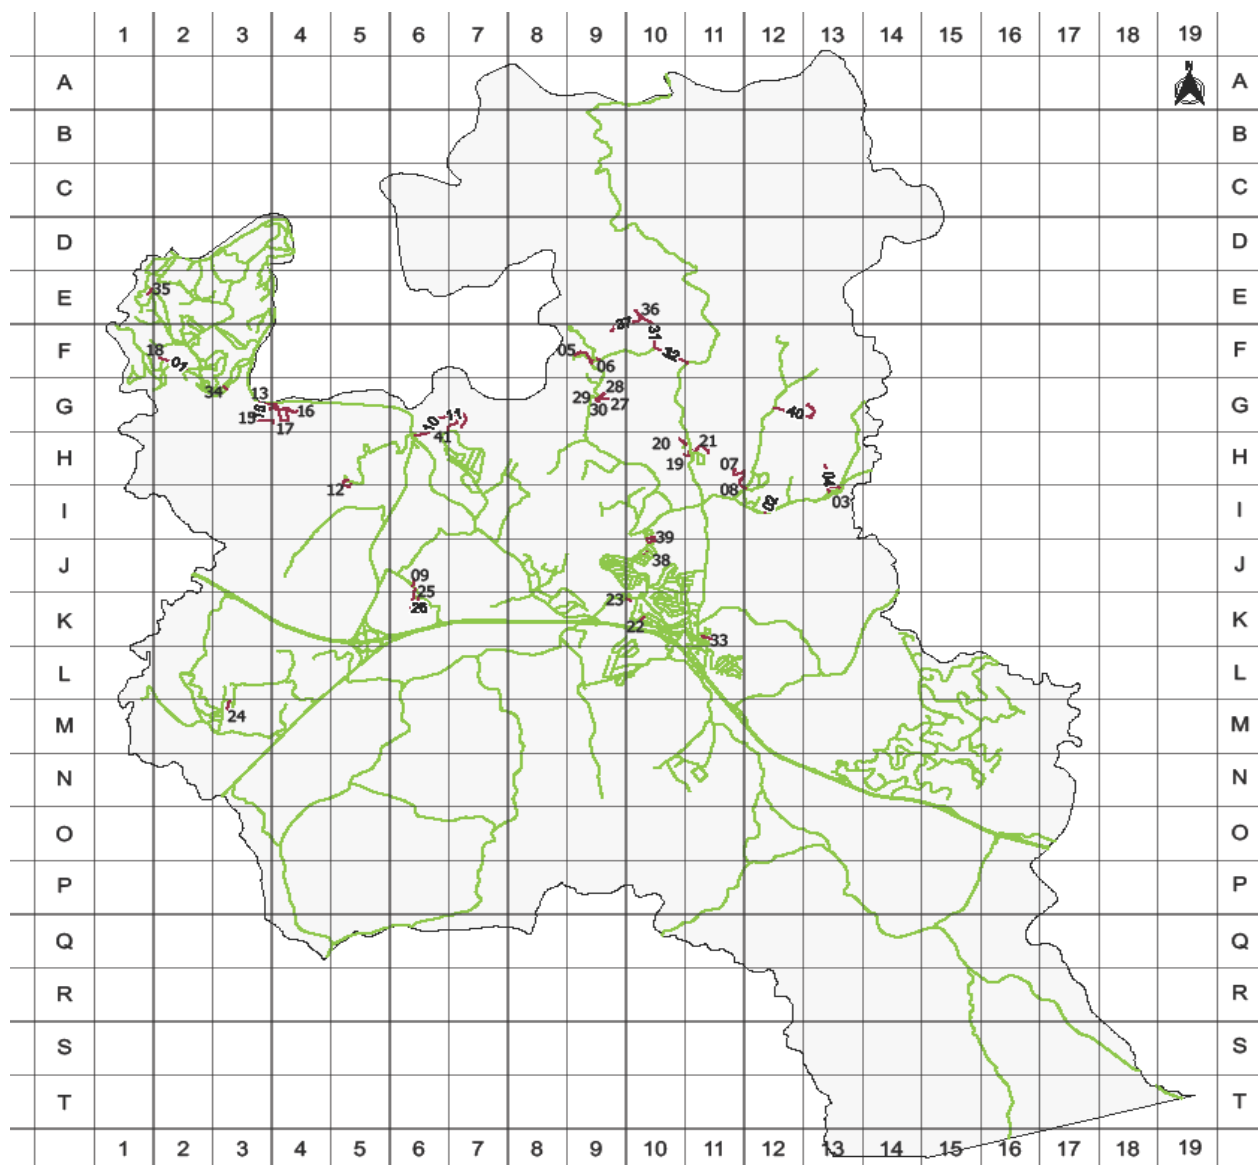 1 2 3 4 5 6 7 8 9 10 11 12 13 14 15 16 17 18 19
N
A A
B B
C C
D D
E 35 36 E
37 31
F 18 01 05 06 32 F
34 13 28
G 15 16 29 27 40 G
17 30 10 11
41 20 21
H 19 07 04 H
12 08 03
I 02 I
39
J 38 J
09
25 23
K 26 22 K
33
L L
24
M M
N N
O O
P P
Q Q
R R
S S
T T
1 2 3 4 5 6 7 8 9 10 11 12 13 14 15 16 17 18 19